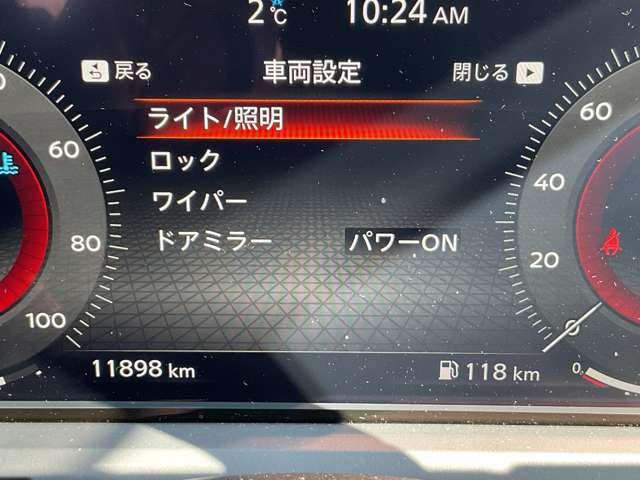 2℃ 10:24 AM
戻る 車両設定 閉じる
ライト/照明
ロック
ワイパー
ドアミラー パワーON
60
80
100
60
40
20
0
0
11898 km 118 km